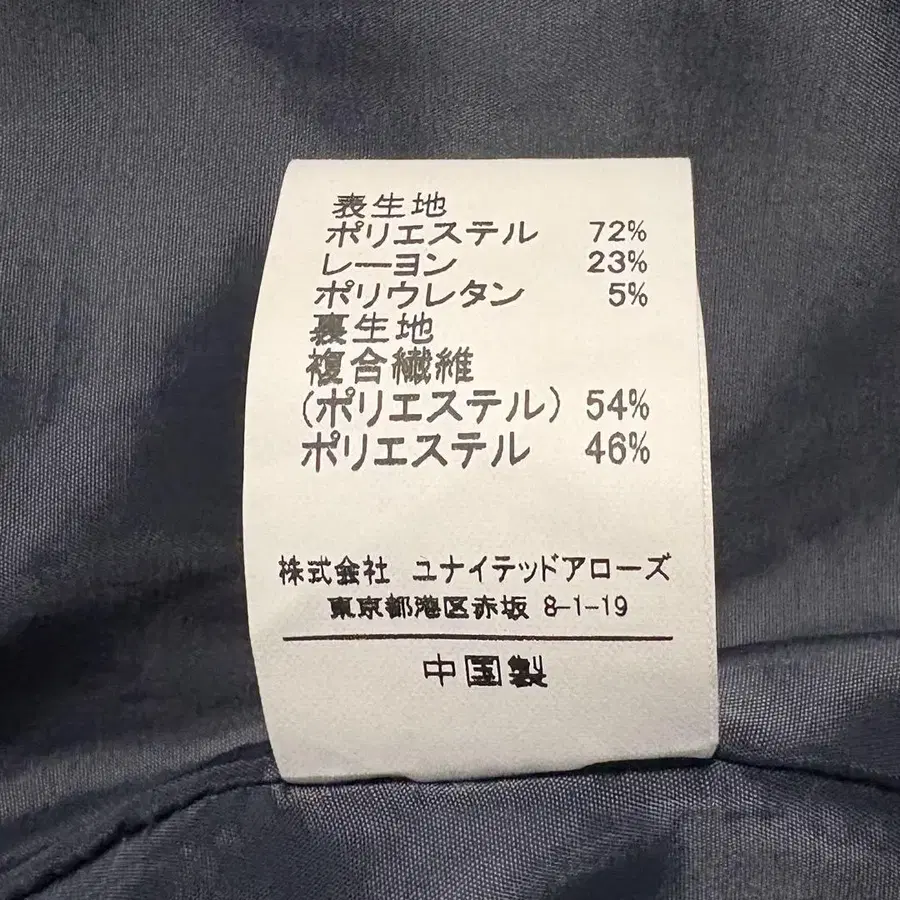 表生地
ポリエステル 72%
レーヨン 23%
ポリウレタン 5%
裏生地
複合繊維
(ポリエステル) 54%
ポリエステル 46%
株式会社 ユナイテッドアローズ
東京都港区赤坂 8-1-19
中国製